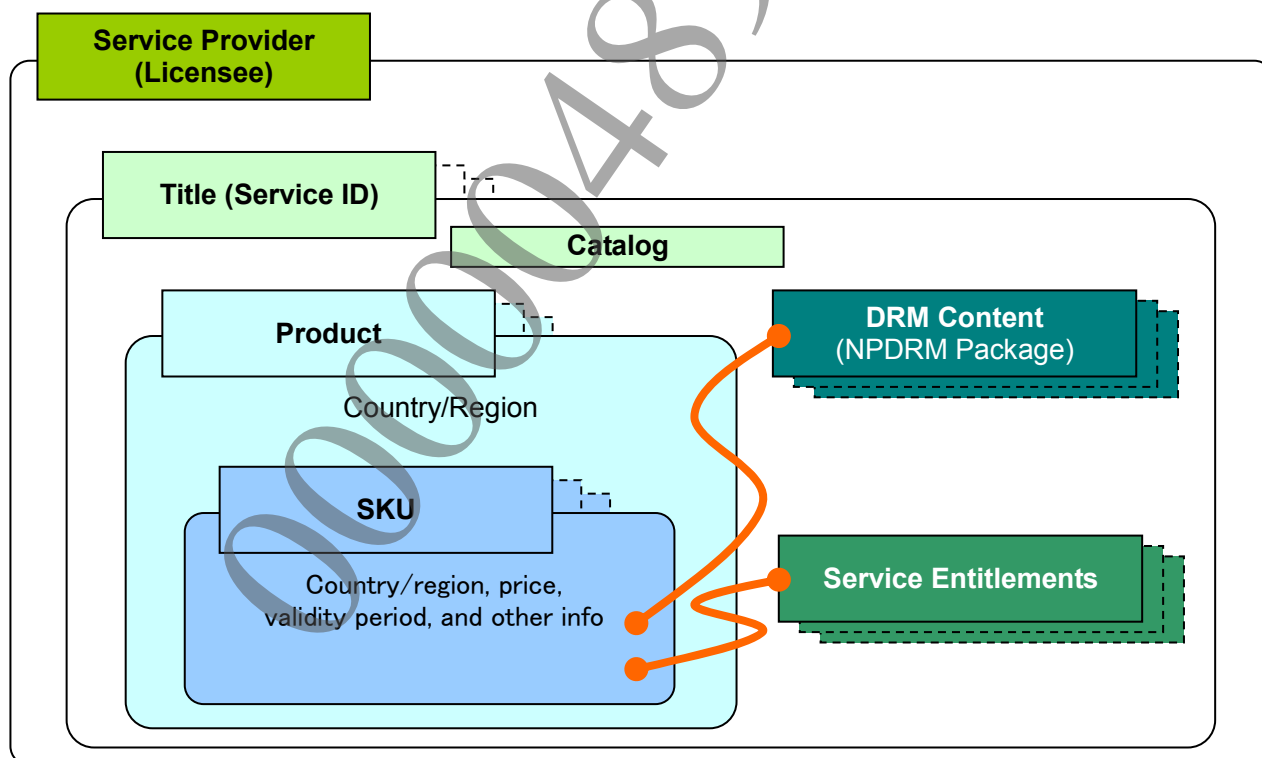 Service Provider
(Licensee)
Title (Service ID)
Catalog
Product
DRM Content
(NPDRM Package)
Country/Region
SKU
Service Entitlements
Country/region, price,
validity period, and other info